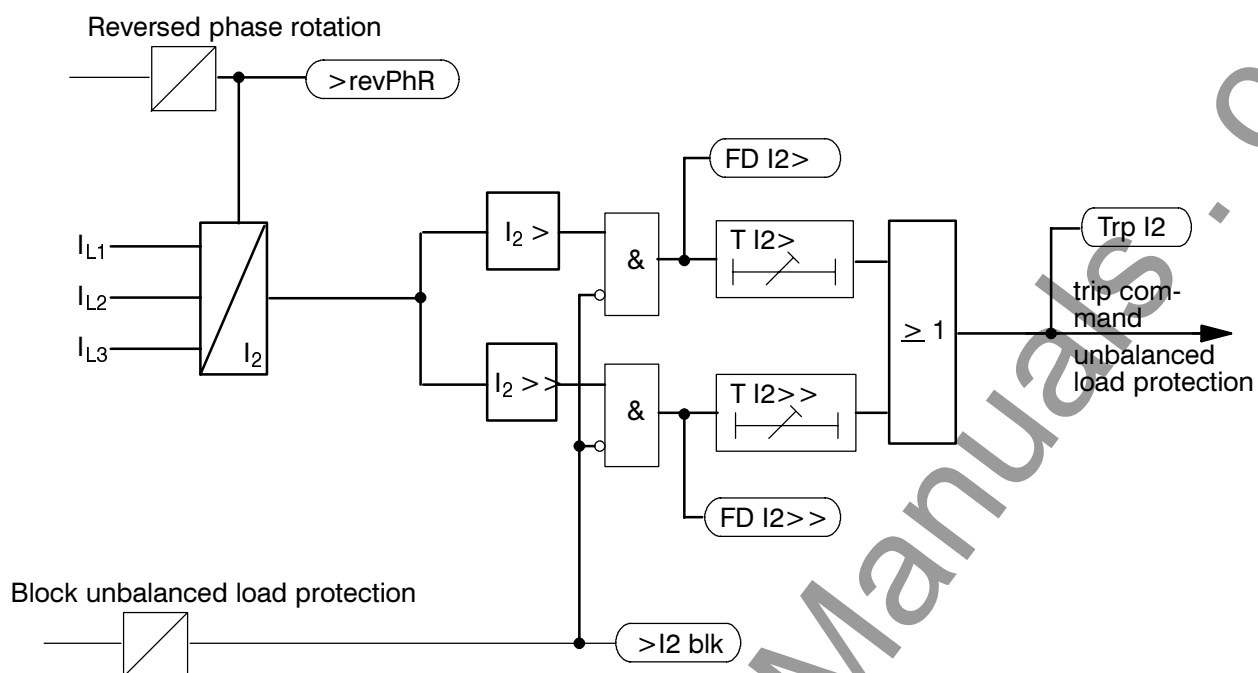 Reversed phase rotation
>revPhR
FD I2>
I2 >
&
T I2>
Trp I2
IL1
IL2
IL3
I2
≥ 1
trip com-
mand
unbalanced
load protection
I2 >>
&
T I2>>
FD I2>>
Block unbalanced load protection
>I2 blk
Manuals . c